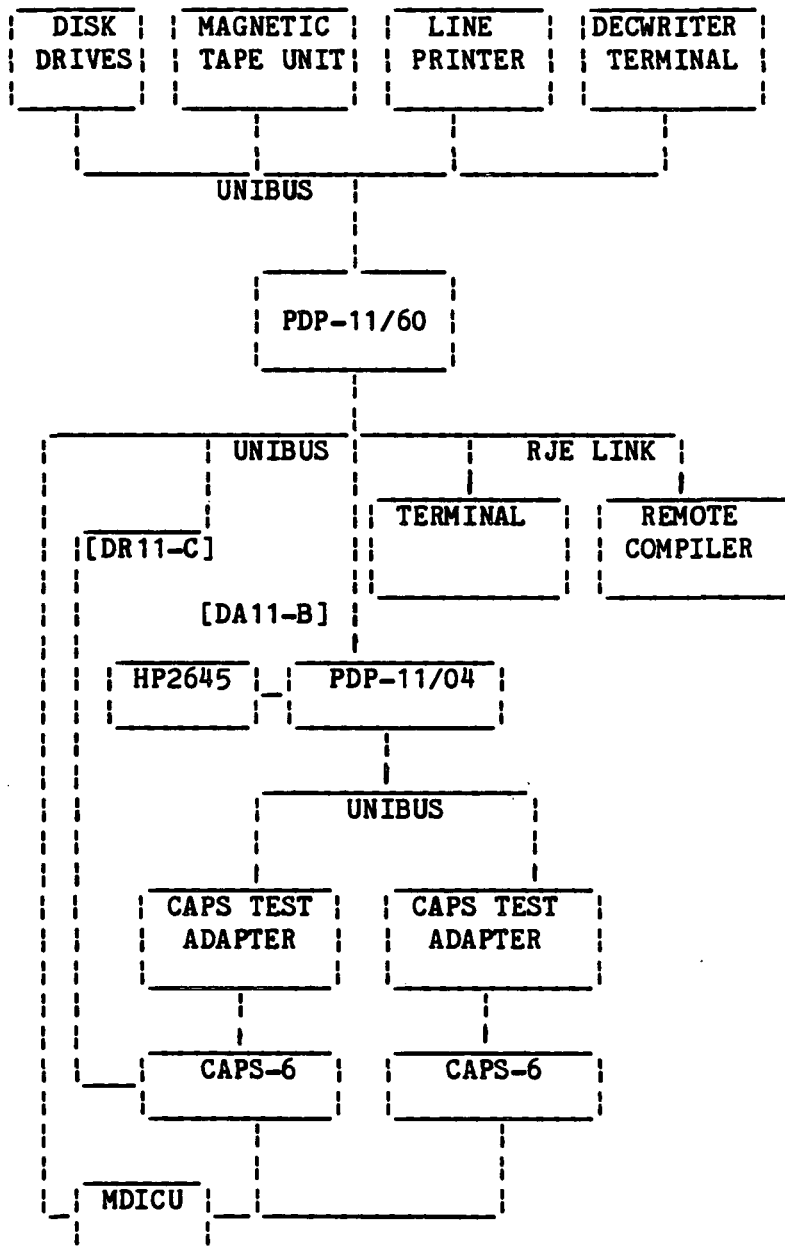 DISK DRIVES
MAGNETIC TAPE UNIT
LINE PRINTER
DECWRITER TERMINAL
UNIBUS
PDP-11/60
UNIBUS
RJE LINK
[DR11-C]
TERMINAL
REMOTE COMPILER
[DA11-B]
HP2645
PDP-11/04
UNIBUS
CAPS TEST ADAPTER
CAPS TEST ADAPTER
CAPS-6
CAPS-6
MDICU